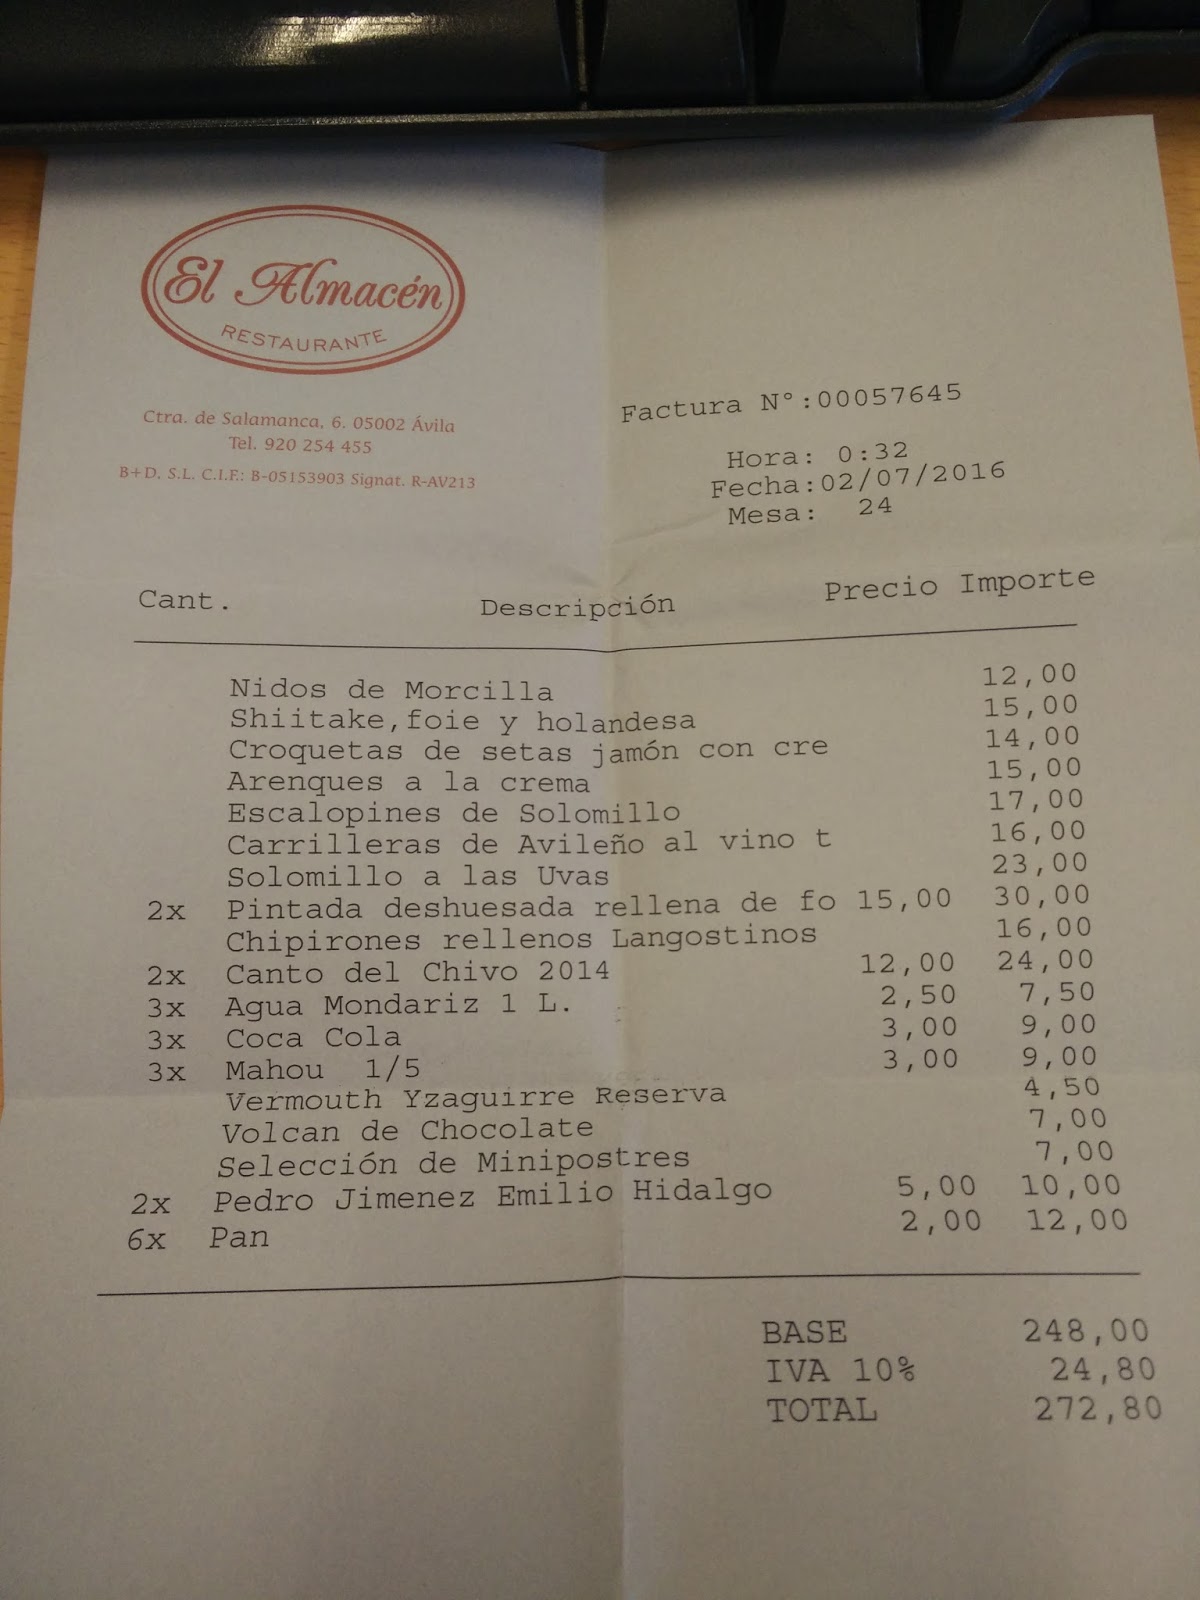 El Almacén
RESTAURANTE
Ctra. de Salamanca, 6. 05002 Ávila
Tel. 920 254 455
B+D, S.L. C.I.F.: B-05153903 Signat. R-AV213
Factura Nº:00057645
Hora: 0:32
Fecha:02/07/2016
Mesa: 24
Cant. Descripción Precio Importe
Nidos de Morcilla 12,00
Shiitake,foie y holandesa 15,00
Croquetas de setas jamón con cre 14,00
Arenques a la crema 15,00
Escalopines de Solomillo 17,00
Carrilleras de Avileño al vino t 16,00
Solomillo a las Uvas 23,00
2x Pintada deshuesada rellena de fo 15,00 30,00
Chipirones rellenos Langostinos 16,00
2x Canto del Chivo 2014 12,00 24,00
3x Agua Mondariz 1 L. 2,50 7,50
3x Coca Cola 3,00 9,00
3x Mahou 1/5 3,00 9,00
Vermouth Yzaguirre Reserva 4,50
Volcan de Chocolate 7,00
Selección de Minipostres 7,00
2x Pedro Jimenez Emilio Hidalgo 5,00 10,00
6x Pan 2,00 12,00
BASE 248,00
IVA 10% 24,80
TOTAL 272,80